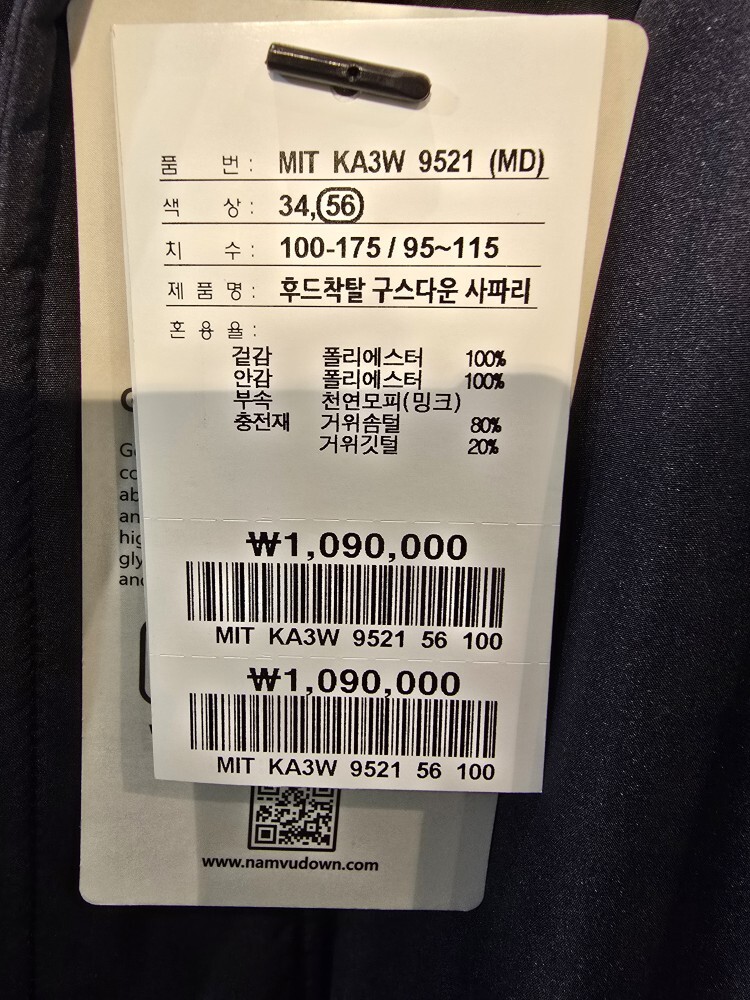 품 번 : MIT KA3W 9521 (MD)
색 상 : 34,56
치 수 : 100-175 / 95~115
제 품 명 : 후드착탈 구스다운 사파리
혼 용 율 :
겉감 폴리에스터 100%
안감 폴리에스터 100%
부속 천연모피(밍크)
충전재 거위솜털 80%
거위깃털 20%
₩1,090,000
MIT KA3W 9521 56 100
₩1,090,000
MIT KA3W 9521 56 100
www.namvudown.com